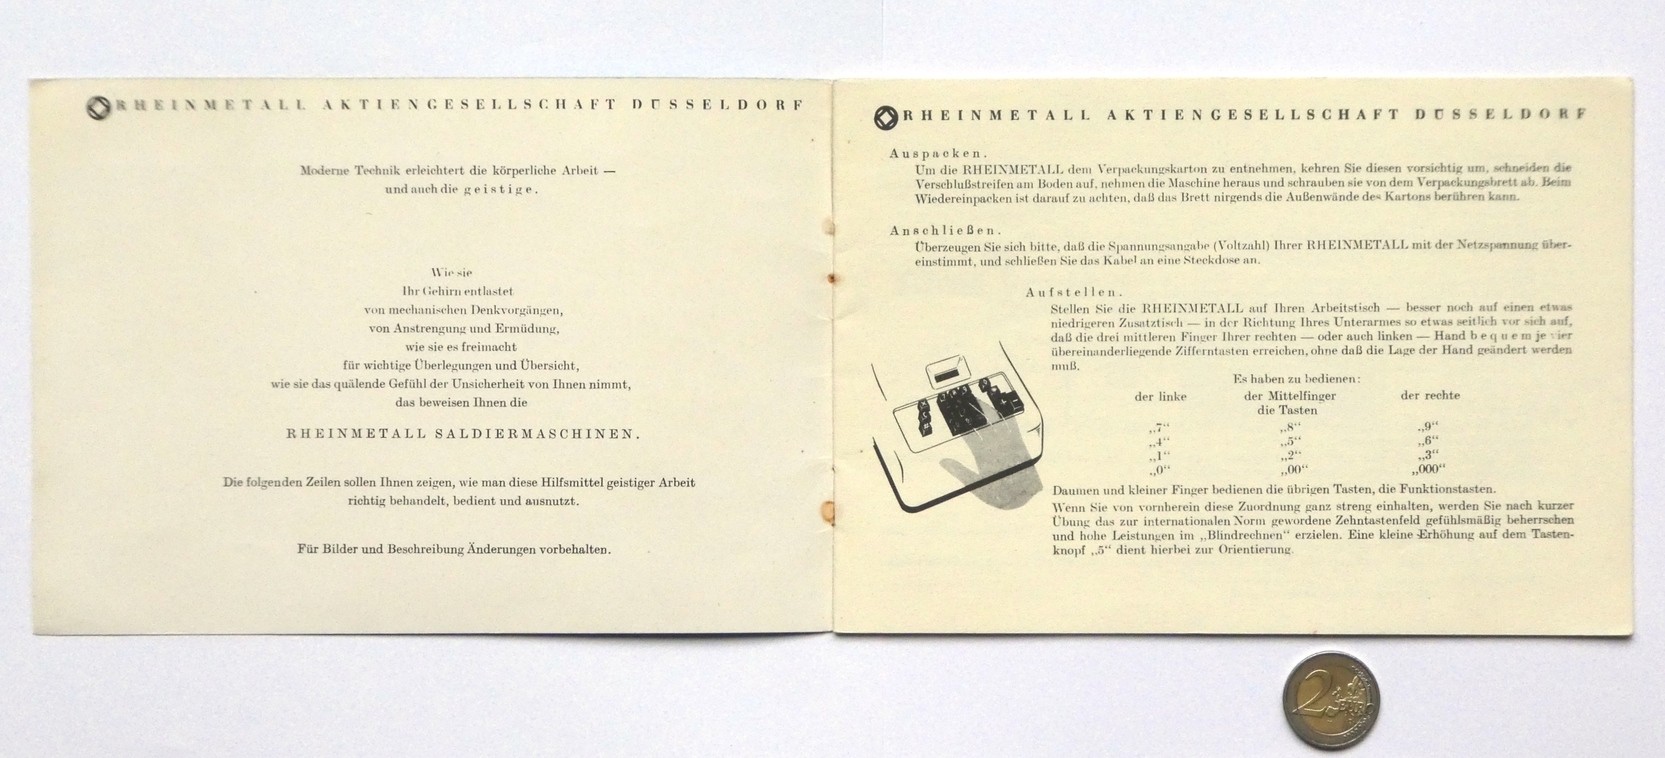 RHEINMETALL AKTIENGESELLSCHAFT DÜSSELDORF
Moderne Technik erleichtert die körperliche Arbeit —
und auch die geistige.
Wie sie
Ihr Gehirn entlastet
von mechanischen Denkvorgängen,
von Anstrengung und Ermüdung,
wie sie es freimacht
für wichtige Überlegungen und Übersicht,
wie sie das quälende Gefühl der Unsicherheit von Ihnen nimmt,
das beweisen Ihnen die
RHEINMETALL SALDIERMASCHINEN.
Die folgenden Zeilen sollen Ihnen zeigen, wie man diese Hilfsmittel geistiger Arbeit
richtig behandelt, bedient und ausnutzt.
Für Bilder und Beschreibung Änderungen vorbehalten.
RHEINMETALL AKTIENGESELLSCHAFT DÜSSELDORF
Auspacken.
Um die RHEINMETALL dem Verpackungskarton zu entnehmen, kehren Sie diesen vorsichtig um, schneiden die
Verschlußstreifen am Boden auf, nehmen die Maschine heraus und schrauben sie von dem Verpackungsbrett ab. Beim
Wiedereinpacken ist darauf zu achten, daß das Brett nirgends die Außenwände des Kartons berühren kann.
Anschließen.
Überzeugen Sie sich bitte, daß die Spannungsangabe (Voltzahl) Ihrer RHEINMETALL mit der Netzspannung über-
einstimmt, und schließen Sie das Kabel an eine Steckdose an.
Aufstellen.
Stellen Sie die RHEINMETALL auf Ihren Arbeitstisch — besser noch auf einen etwas
niedrigeren Zusatztisch — in der Richtung Ihres Unterarmes so etwas seitlich vor sich auf,
daß die drei mittleren Finger Ihrer rechten — oder auch linken — Hand bequem je vier
übereinanderliegende Zifferntasten erreichen, ohne daß die Lage der Hand geändert werden
muß.
Es haben zu bedienen:
der linke der Mittelfinger der rechte
die Tasten
„7“ „8“ „9“
„4“ „5“ „6“
„1“ „2“ „3“
„0“ „00“ „000“
Daumen und kleiner Finger bedienen die übrigen Tasten, die Funktionstasten.
Wenn Sie von vornherein diese Zuordnung ganz streng einhalten, werden Sie nach kurzer
Übung das zur internationalen Norm gewordene Zehntastenfeld gefühlsmäßig beherrschen
und hohe Leistungen im „Blindrechnen“ erzielen. Eine kleine Erhöhung auf dem Tasten-
knopf „5“ dient hierbei zur Orientierung.
2 EURO